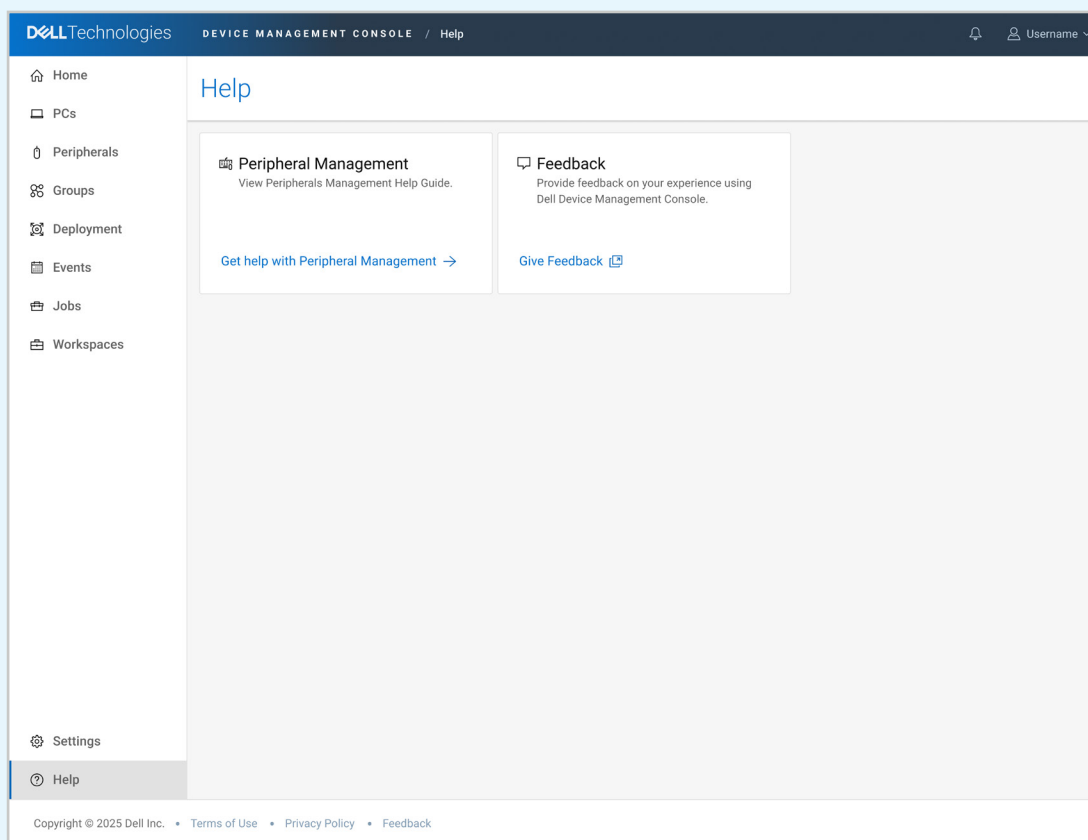 DELLTechnologies DEVICE MANAGEMENT CONSOLE / Help Username
Home
PCs
Peripherals
Groups
Deployment
Events
Jobs
Workspaces
Settings
Help
Help
Peripheral Management
View Peripherals Management Help Guide.
Get help with Peripheral Management
Feedback
Provide feedback on your experience using
Dell Device Management Console.
Give Feedback
Copyright © 2025 Dell Inc. • Terms of Use • Privacy Policy • Feedback